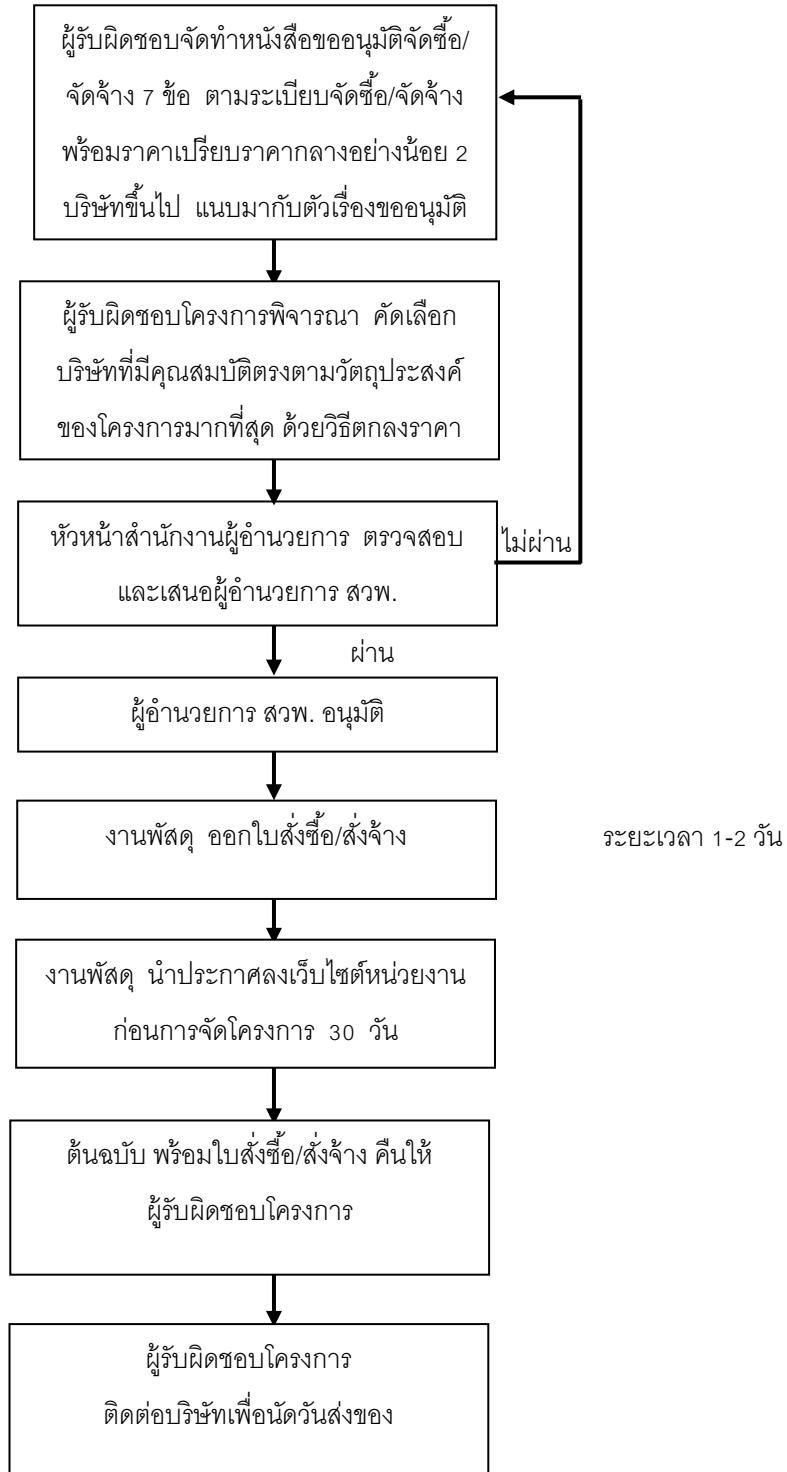 ผู้รับผิดชอบจัดทำหนังสือขออนุมัติจัดซื้อ/
จัดจ้าง 7 ข้อ ตามระเบียบจัดซื้อ/จัดจ้าง
พร้อมราคาเปรียบราคากลางอย่างน้อย 2
บริษัทขึ้นไป แนบมากับตัวเรื่องขออนุมัติ
ผู้รับผิดชอบโครงการพิจารณา คัดเลือก
บริษัทที่มีคุณสมบัติตรงตามวัตถุประสงค์
ของโครงการมากที่สุด ด้วยวิธีตกลงราคา
หัวหน้าสำนักงานผู้อำนวยการ ตรวจสอบ
และเสนอผู้อำนวยการ สวพ.
ไม่ผ่าน
ผ่าน
ผู้อำนวยการ สวพ. อนุมัติ
งานพัสดุ ออกใบสั่งซื้อ/สั่งจ้าง
ระยะเวลา 1-2 วัน
งานพัสดุ นำประกาศลงเว็บไซต์หน่วยงาน
ก่อนการจัดโครงการ 30 วัน
ต้นฉบับ พร้อมใบสั่งซื้อ/สั่งจ้าง คืนให้
ผู้รับผิดชอบโครงการ
ผู้รับผิดชอบโครงการ
ติดต่อบริษัทเพื่อนัดวันส่งของ